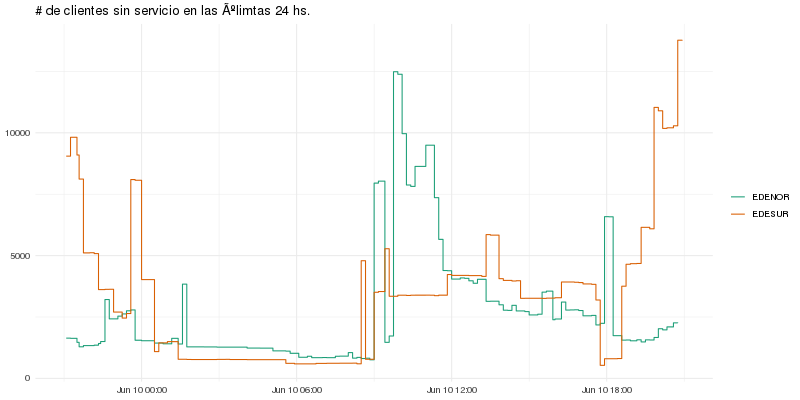 # de clientes sin servicio en las Ãºlimtas 24 hs.
10000
5000
0
Jun 10 00:00
Jun 10 06:00
Jun 10 12:00
Jun 10 18:00
EDENOR
EDESUR